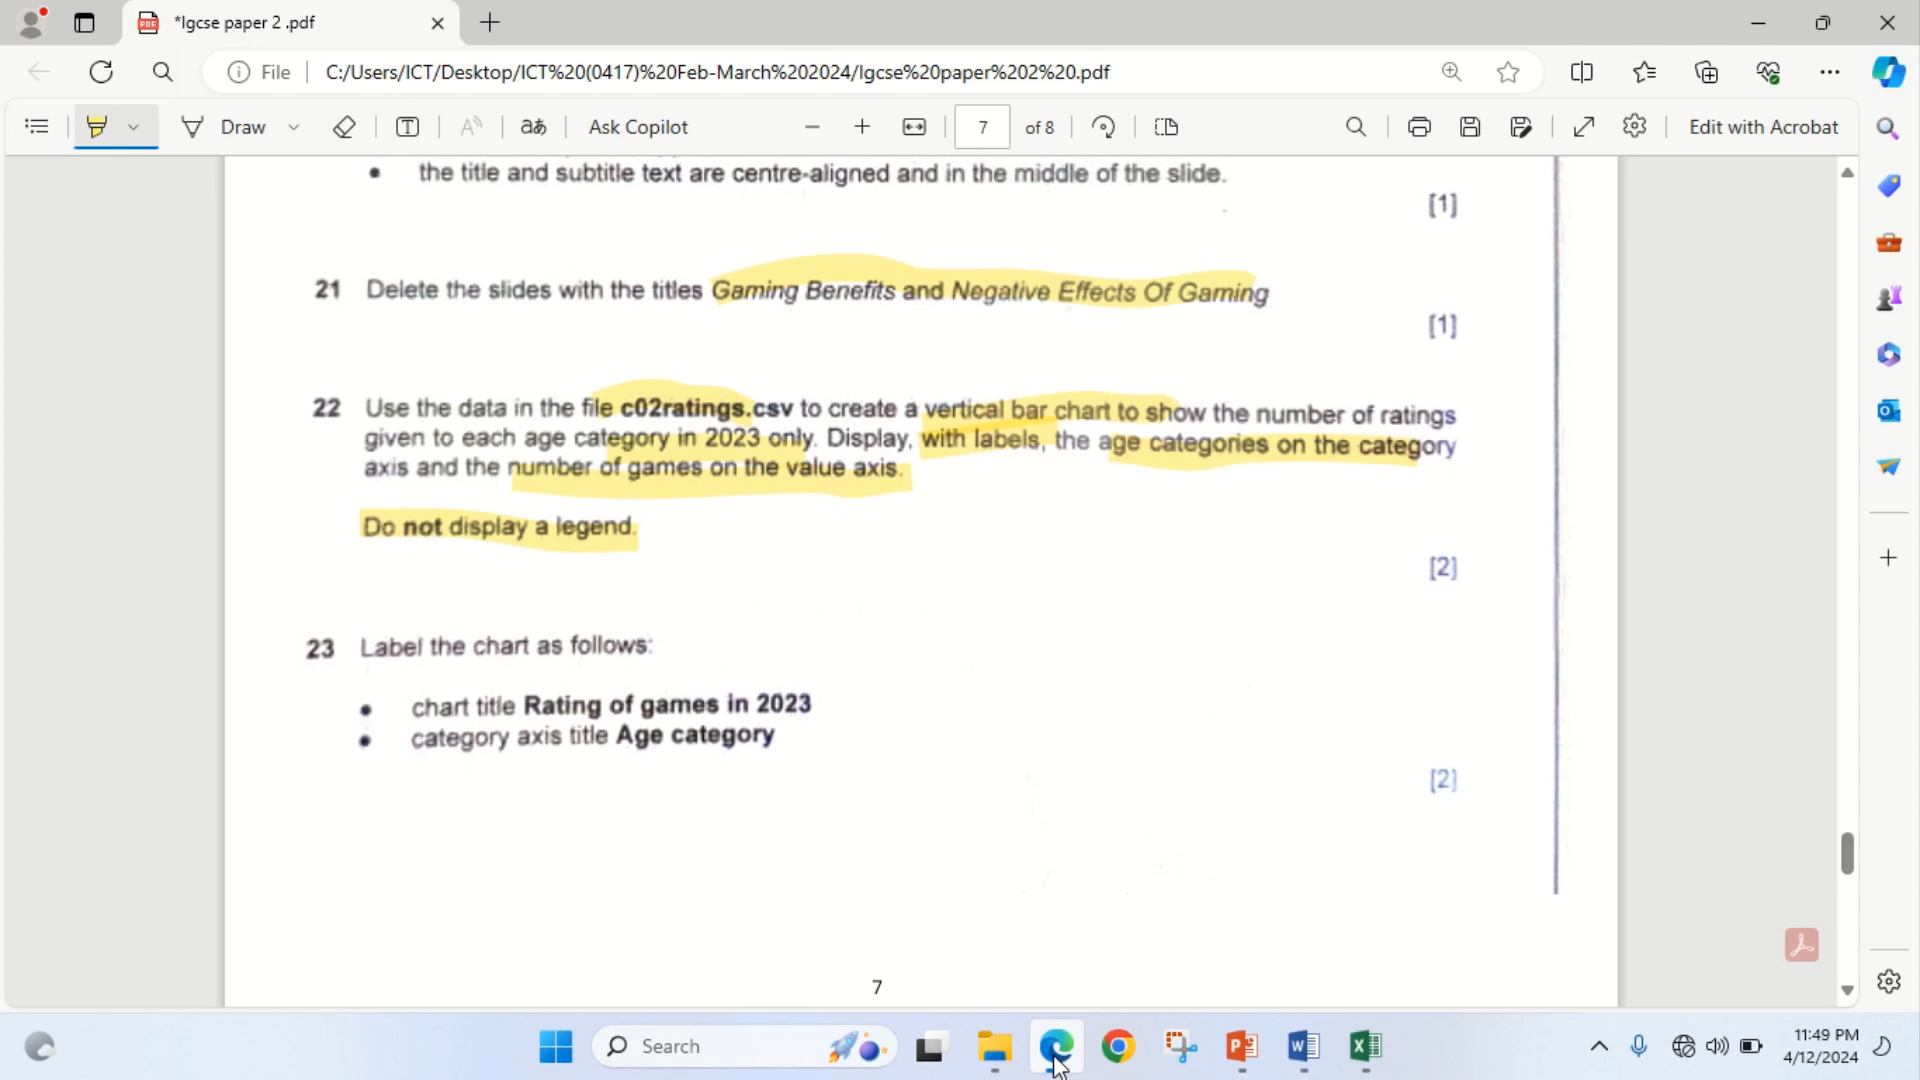 *Igcse paper 2 .pdf
File
C:/Users/ICT/Desktop/ICT%20(0417)%20Feb-March%202024/Igcse%20paper%202%20.pdf
Draw
Ask Copilot
7 of 8
Edit with Acrobat
• the title and subtitle text are centre-aligned and in the middle of the slide.
[1]
21 Delete the slides with the titles Gaming Benefits and Negative Effects Of Gaming
[1]
22 Use the data in the file c02ratings.csv to create a vertical bar chart to show the number of ratings
given to each age category in 2023 only. Display, with labels, the age categories on the category
axis and the number of games on the value axis.
Do not display a legend.
[2]
23 Label the chart as follows:
• chart title Rating of games in 2023
• category axis title Age category
[2]
7
Search
11:49 PM
4/12/2024